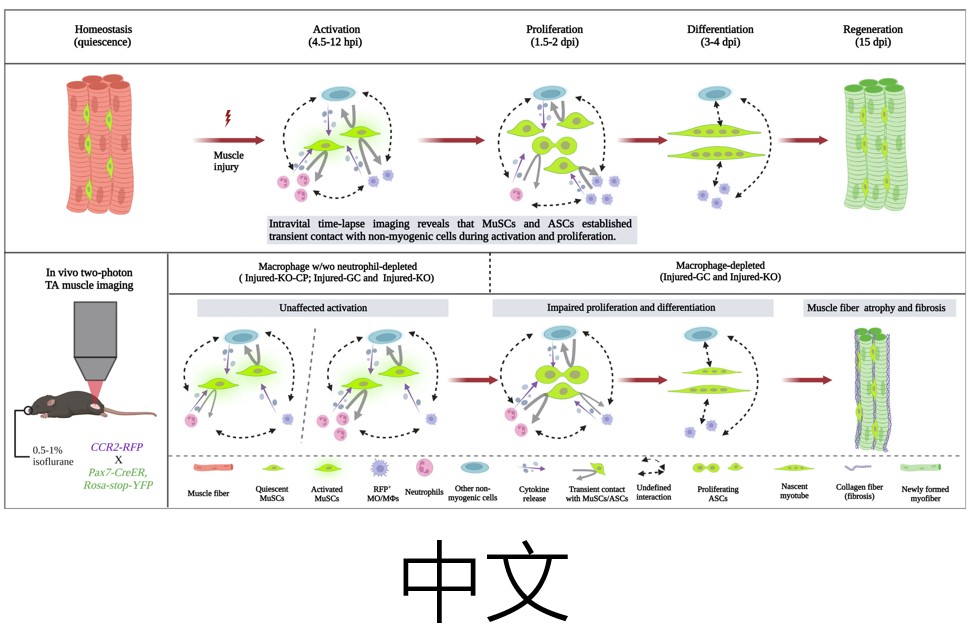 Homeostasis
(quiescence)
Activation
(4.5-12 hpi)
Proliferation
(1.5-2 dpi)
Differentiation
(3-4 dpi)
Regeneration
(15 dpi)
Muscle
injury
Intravital time-lapse imaging reveals that MuSCs and ASCs established
transient contact with non-myogenic cells during activation and proliferation.
In vivo two-photon
TA muscle imaging
0.5-1%
isoflurane
CCR2-RFP
X
Pax7-CreER,
Rosa-stop-YFP
Macrophage w/wo neutrophil-depleted
( Injured-KO-CP; Injured-GC and Injured-KO)
Macrophage-depleted
(Injured-GC and Injured-KO)
Unaffected activation
Impaired proliferation and differentiation
Muscle fiber atrophy and fibrosis
Muscle fiber
Quiescent
MuSCs
Activated
MuSCs
RFP⁺
MO/MΦs
Neutrophils
Other non-
myogenic cells
Cytokine
release
Transient contact
with MuSCs/ASCs
Undefined
interaction
Proliferating
ASCs
Nascent
myotube
Collagen fiber
(fibrosis)
Newly formed
myofiber
中文